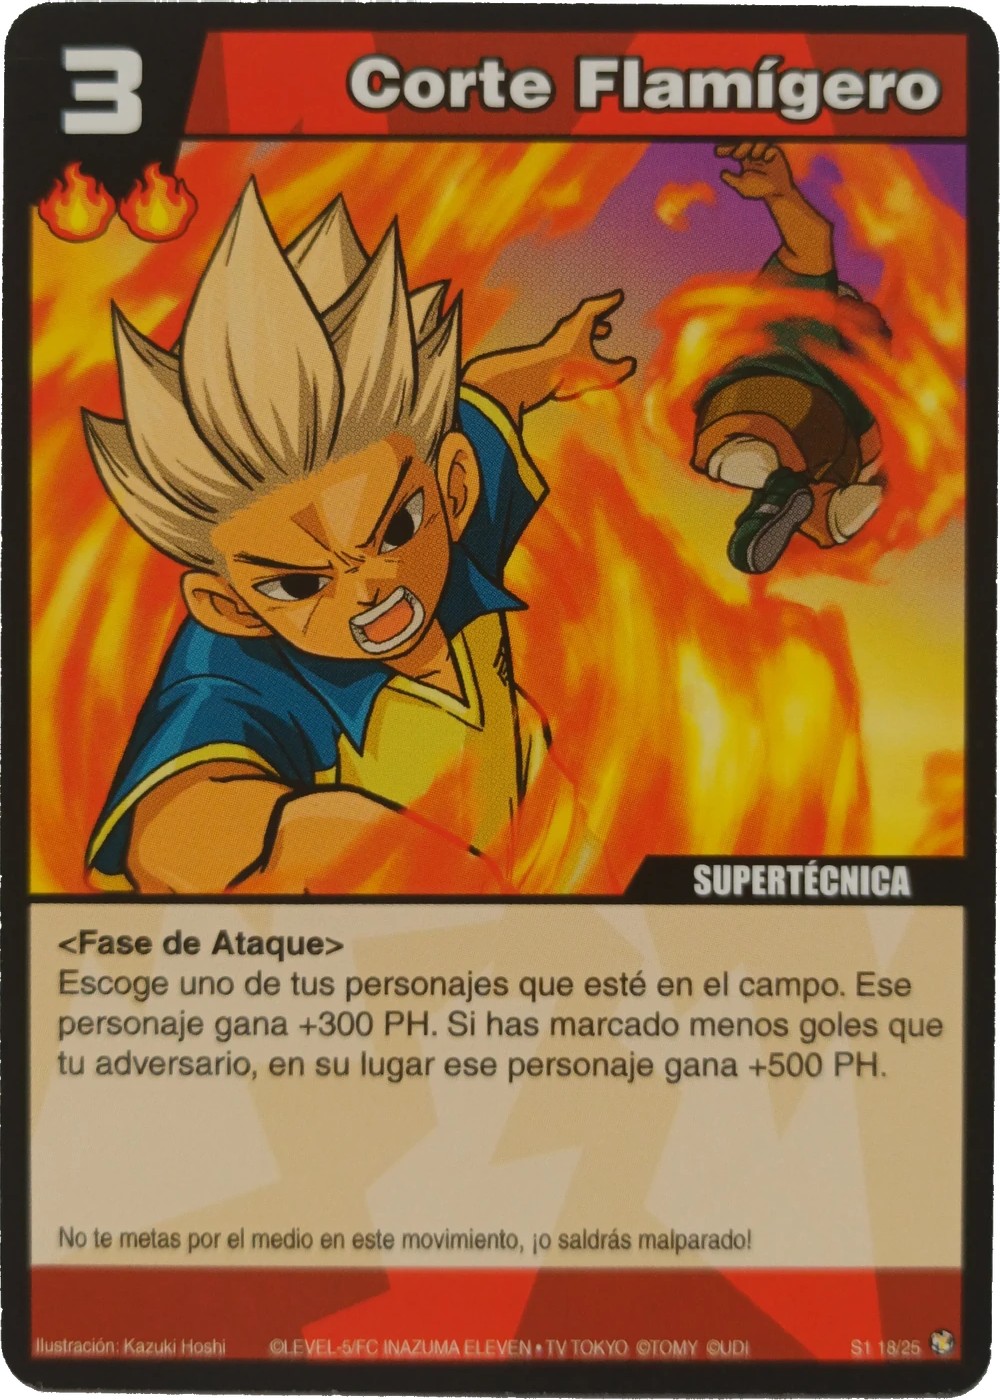 3
Corte Flamígero
SUPERTÉCNICA
<Fase de Ataque>
Escoge uno de tus personajes que esté en el campo. Ese
personaje gana +300 PH. Si has marcado menos goles que
tu adversario, en su lugar ese personaje gana +500 PH.
No te metas por el medio en este movimiento, ¡o saldrás malparado!
Ilustración: Kazuki Hoshi ©LEVEL-5/FC INAZUMA ELEVEN • TV TOKYO ©TOMY ©UDI S1 18/25